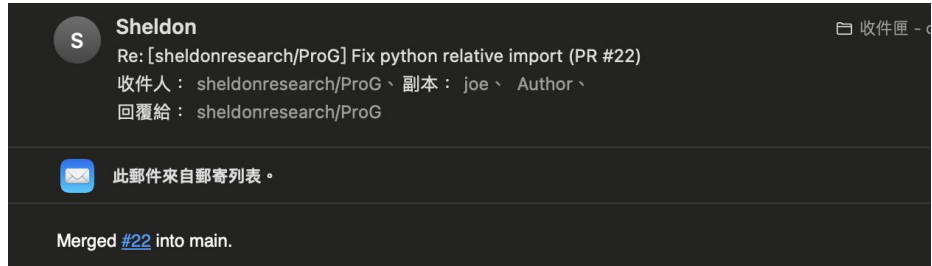 S
Sheldon
收件匣 -
Re: [sheldonresearch/ProG] Fix python relative import (PR #22)
收件人： sheldonresearch/ProG、副本： joe、 Author、
回覆給： sheldonresearch/ProG
此郵件來自郵寄列表。
Merged #22 into main.